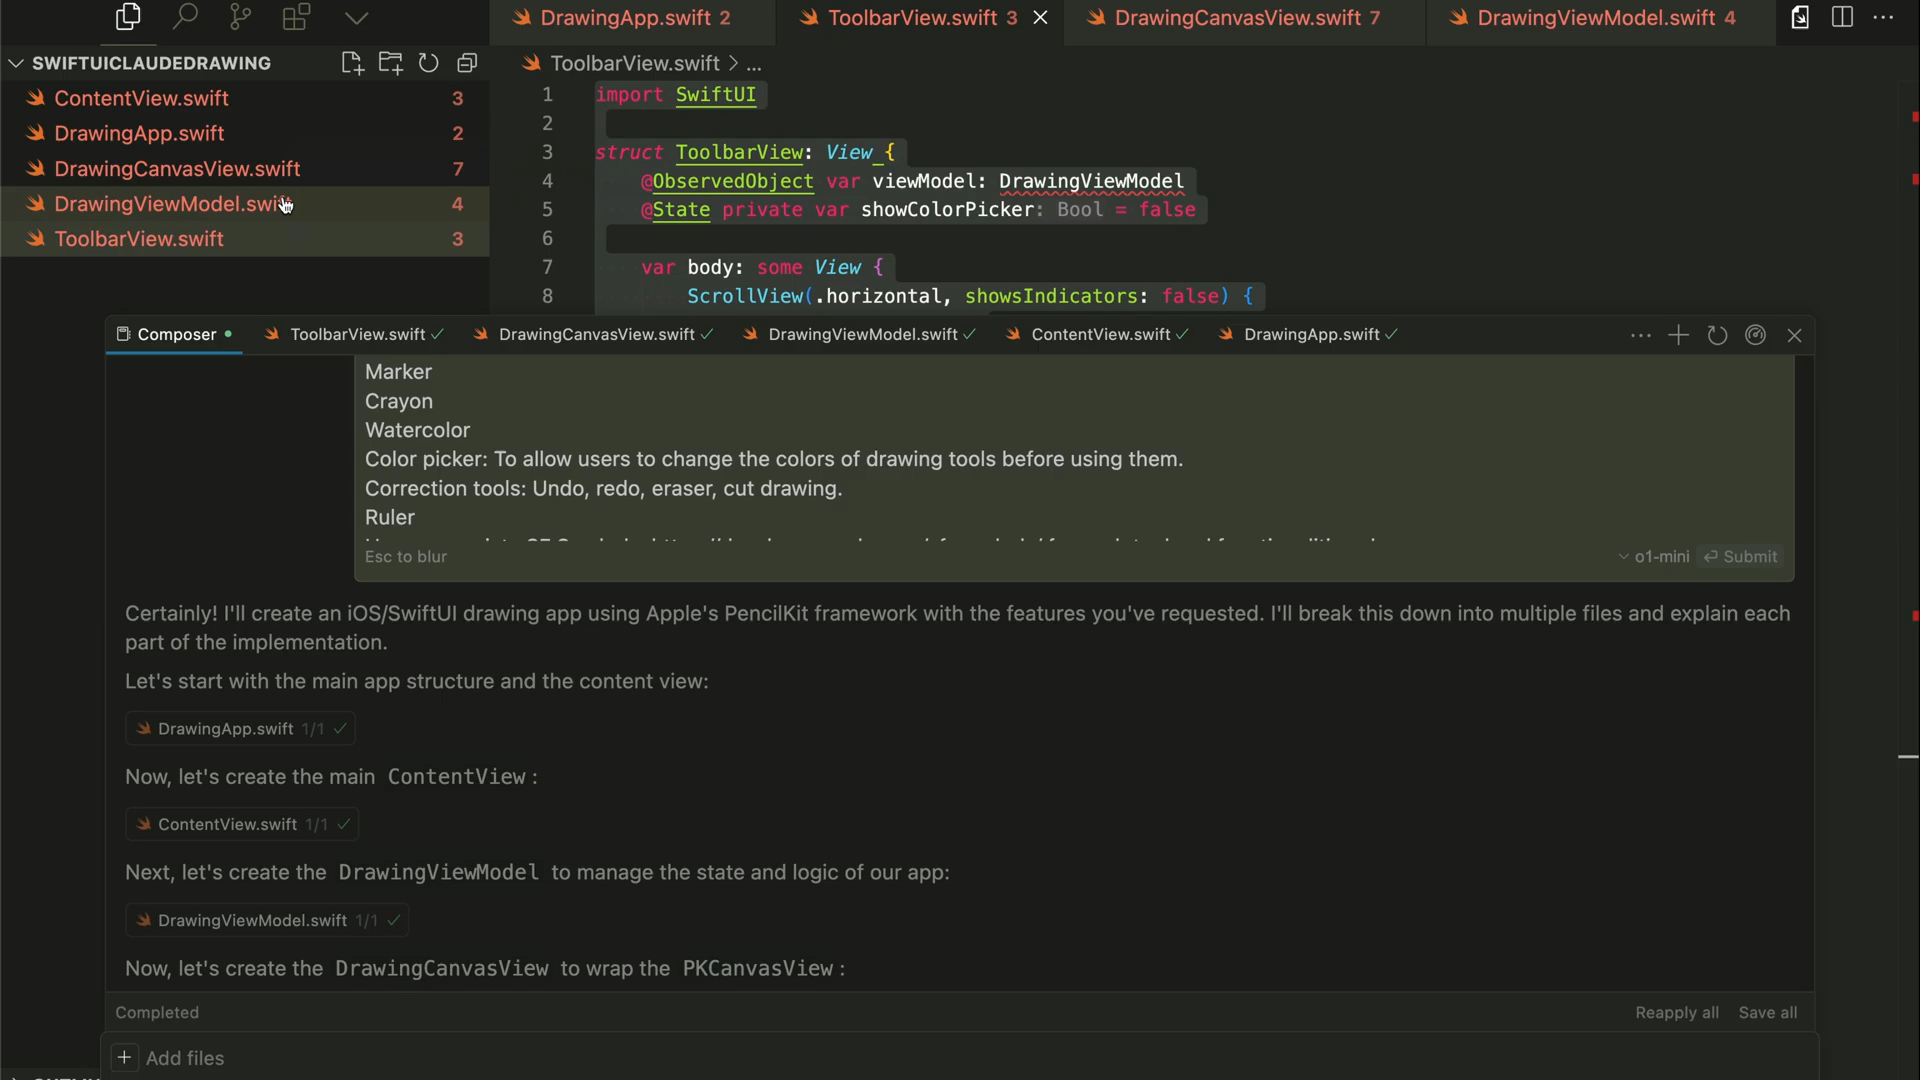 DrawingApp.swift 2
ToolbarView.swift 3
DrawingCanvasView.swift 7
DrawingViewModel.swift 4
SWIFTUICLAUDEDRAWING
ContentView.swift 3
DrawingApp.swift 2
DrawingCanvasView.swift 7
DrawingViewModel.swift 4
ToolbarView.swift 3
ToolbarView.swift > ...
1 import SwiftUI
2
3 struct ToolbarView: View {
4 @ObservedObject var viewModel: DrawingViewModel
5 @State private var showColorPicker: Bool = false
6
7 var body: some View {
8 ScrollView(.horizontal, showsIndicators: false) {
Composer
ToolbarView.swift
DrawingCanvasView.swift
DrawingViewModel.swift
ContentView.swift
DrawingApp.swift
Marker
Crayon
Watercolor
Color picker: To allow users to change the colors of drawing tools before using them.
Correction tools: Undo, redo, eraser, cut drawing.
Ruler
Esc to blur
o1-mini
Submit
Certainly! I'll create an iOS/SwiftUI drawing app using Apple's PencilKit framework with the features you've requested. I'll break this down into multiple files and explain each
part of the implementation.
Let's start with the main app structure and the content view:
DrawingApp.swift 1/1
Now, let's create the main ContentView:
ContentView.swift 1/1
Next, let's create the DrawingViewModel to manage the state and logic of our app:
DrawingViewModel.swift 1/1
Now, let's create the DrawingCanvasView to wrap the PKCanvasView:
Completed
Reapply all
Save all
Add files